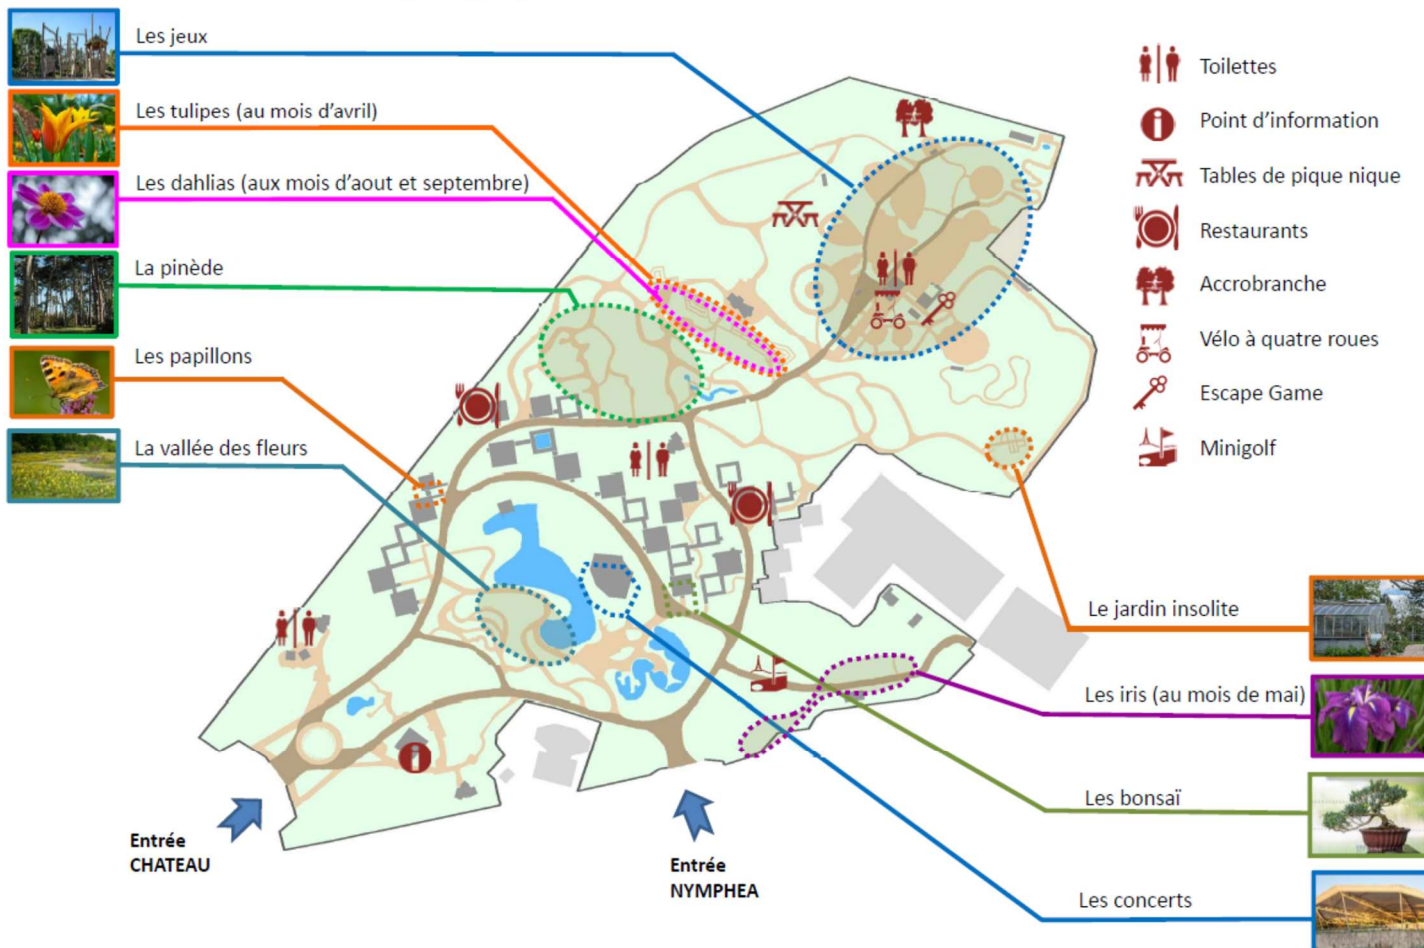 Les jeux
Les tulipes (au mois d'avril)
Les dahlias (aux mois d'aout et septembre)
La pinède
Les papillons
La vallée des fleurs
Toilettes
Point d'information
Tables de pique nique
Restaurants
Accrobranche
Vélo à quatre roues
Escape Game
Minigolf
Le jardin insolite
Les iris (au mois de mai)
Les bonsaï
Les concerts
Entrée
CHATEAU
Entrée
NYMPHEA